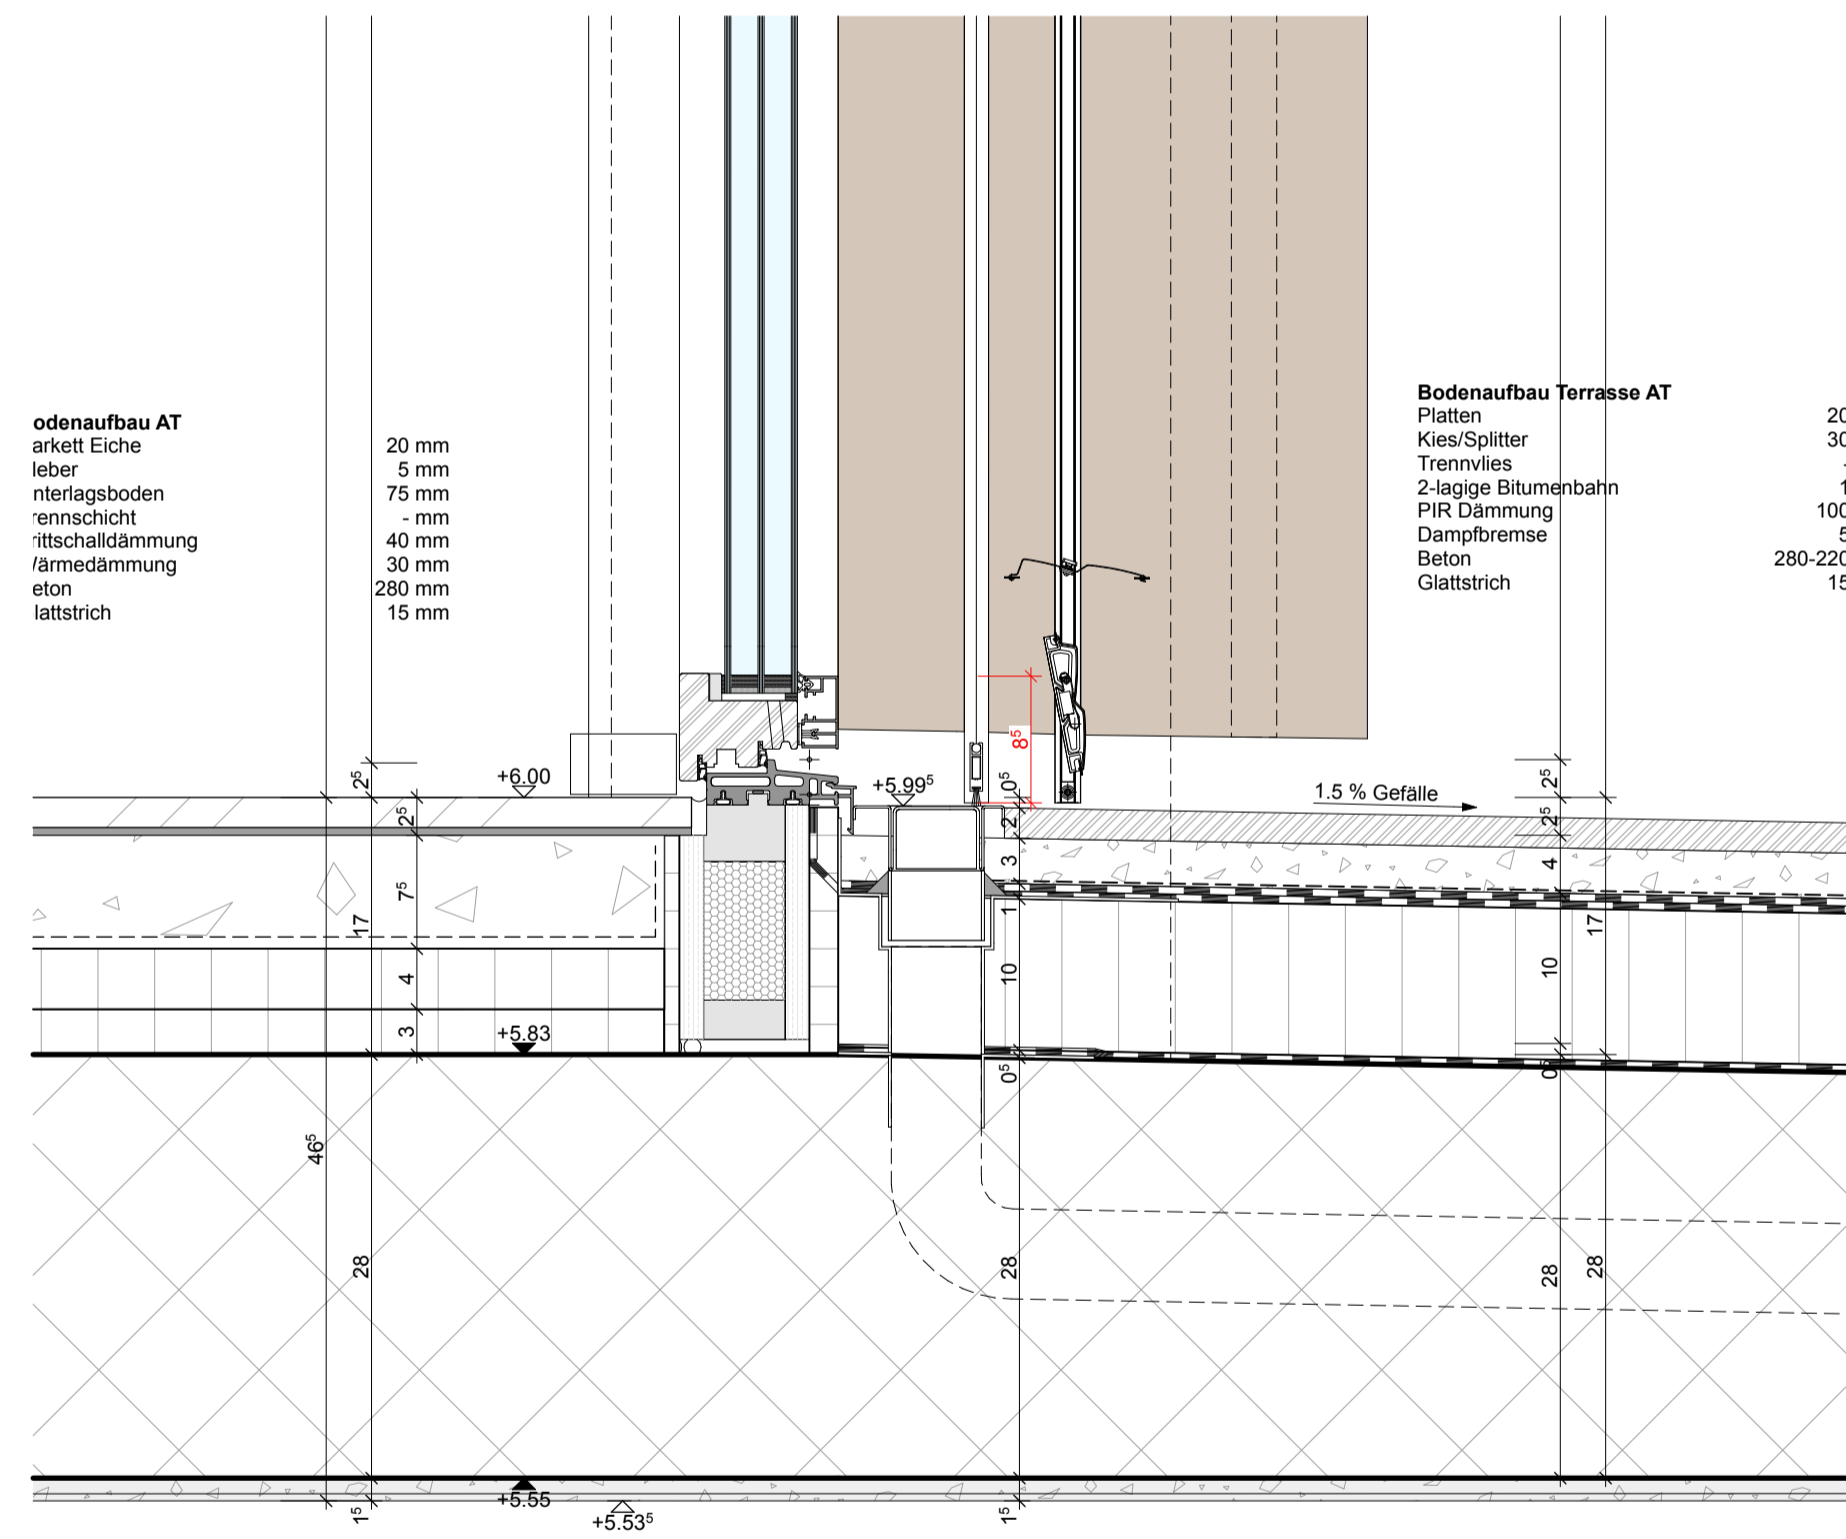 odenaufbau AT
arkett Eiche 20 mm
leber 5 mm
nterlagsboden 75 mm
rennschicht - mm
rittschalldämmung 40 mm
ärmedämmung 30 mm
eton 280 mm
lattstrich 15 mm
Bodenaufbau Terrasse AT
Platten 20
Kies/Splitter 30
Trennvlies -
2-lagige Bitumenbahn 1
PIR Dämmung 100
Dampfbremse 5
Beton 280-220
Glattstrich 15
8⁵
+6.00
+5.99⁵
1.5 % Gefälle
2⁵
2⁵
7⁵
17
4
3
+5.83
46⁵
28
1⁵
+5.55
+5.53⁵
0⁵
2
3
1
10
0⁵
28
1⁵
2⁵
2⁵
4
10
0⁵
28
17
28